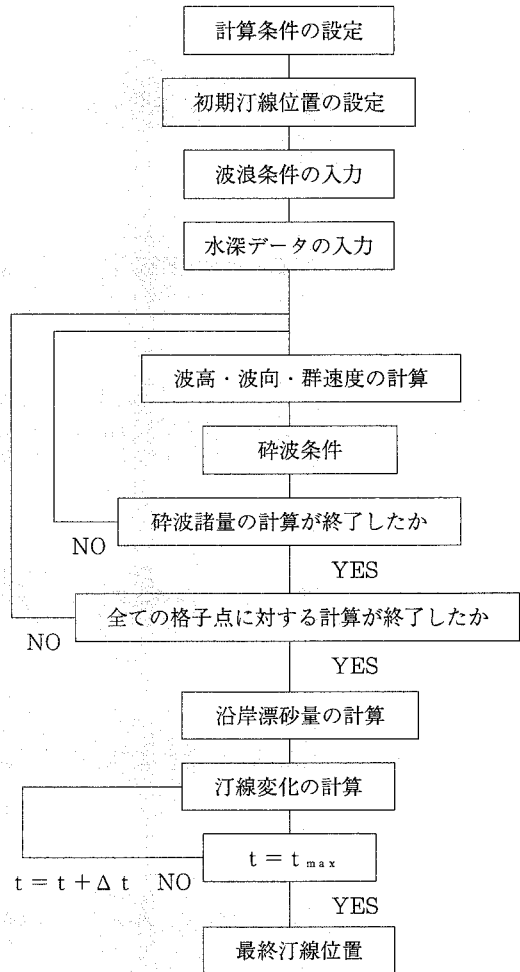 計算条件の設定
初期汀線位置の設定
波浪条件の入力
水深データの入力
波高・波向・群速度の計算
砕波条件
砕波諸量の計算が終了したか
NO
YES
全ての格子点に対する計算が終了したか
NO
YES
沿岸漂砂量の計算
汀線変化の計算
t = t max
t = t + Δ t NO
YES
最終汀線位置